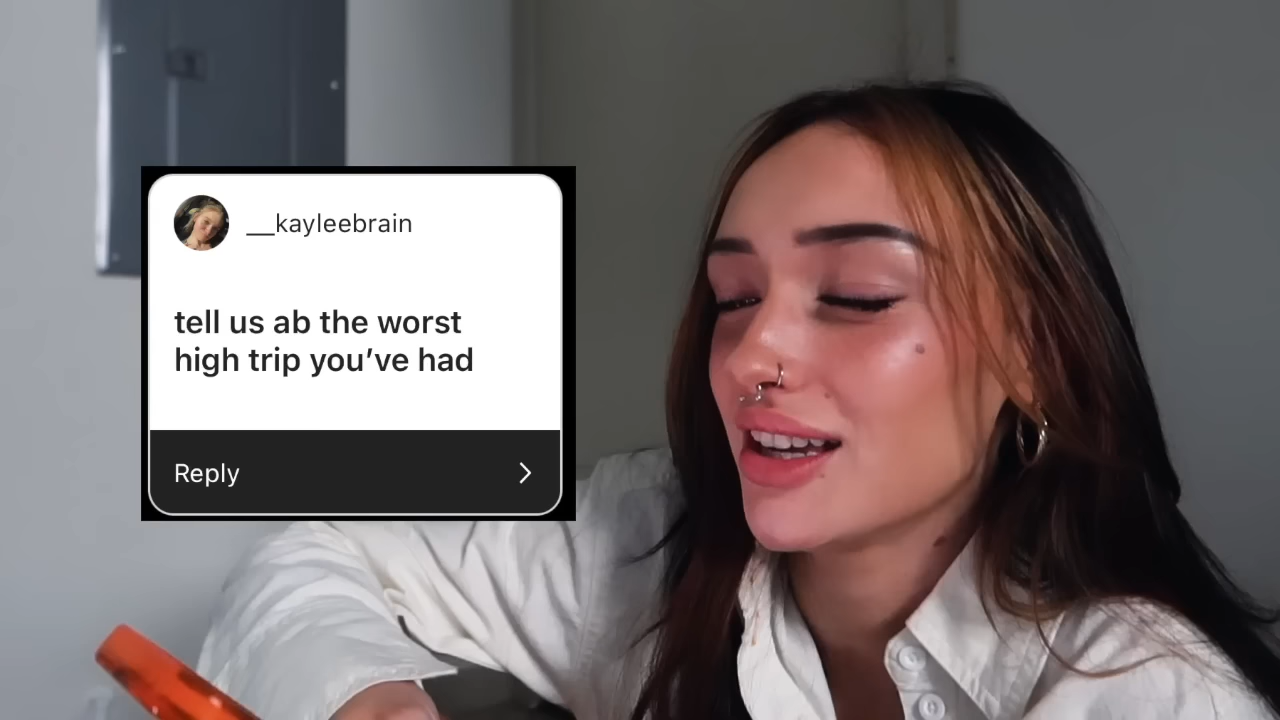 __kayleebrain
tell us ab the worst
high trip you’ve had
Reply